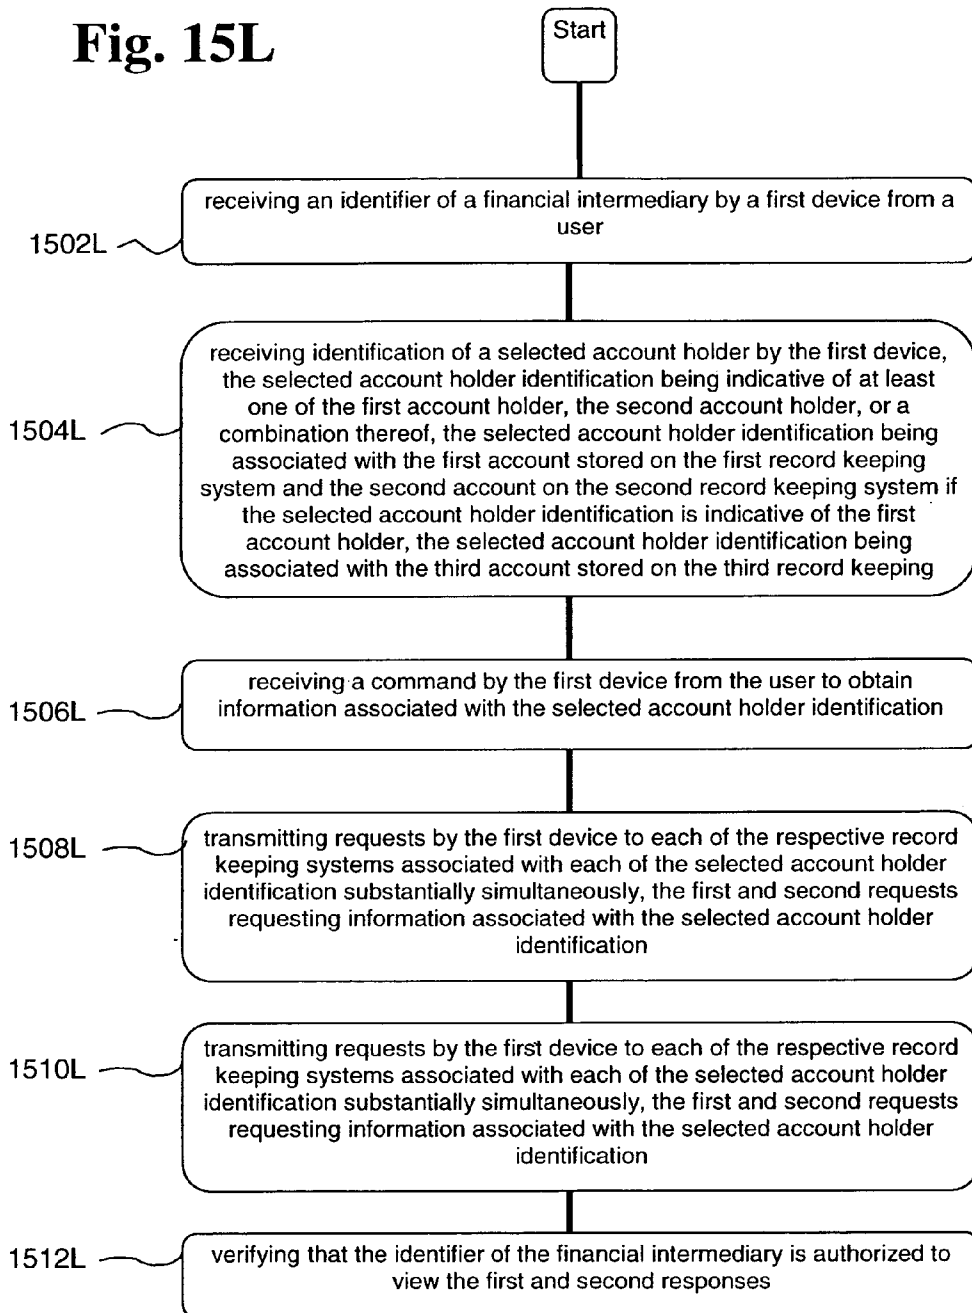 Fig. 15L
Start
receiving an identifier of a financial intermediary by a first device from a
user
1502L
receiving identification of a selected account holder by the first device,
the selected account holder identification being indicative of at least
one of the first account holder, the second account holder, or a
combination thereof, the selected account holder identification being
associated with the first account stored on the first record keeping
system and the second account on the second record keeping system if
the selected account holder identification is indicative of the first
account holder, the selected account holder identification being
associated with the third account stored on the third record keeping
1504L
receiving a command by the first device from the user to obtain
information associated with the selected account holder identification
1506L
transmitting requests by the first device to each of the respective record
keeping systems associated with each of the selected account holder
identification substantially simultaneously, the first and second requests
requesting information associated with the selected account holder
identification
1508L
transmitting requests by the first device to each of the respective record
keeping systems associated with each of the selected account holder
identification substantially simultaneously, the first and second requests
requesting information associated with the selected account holder
identification
1510L
verifying that the identifier of the financial intermediary is authorized to
view the first and second responses
1512L